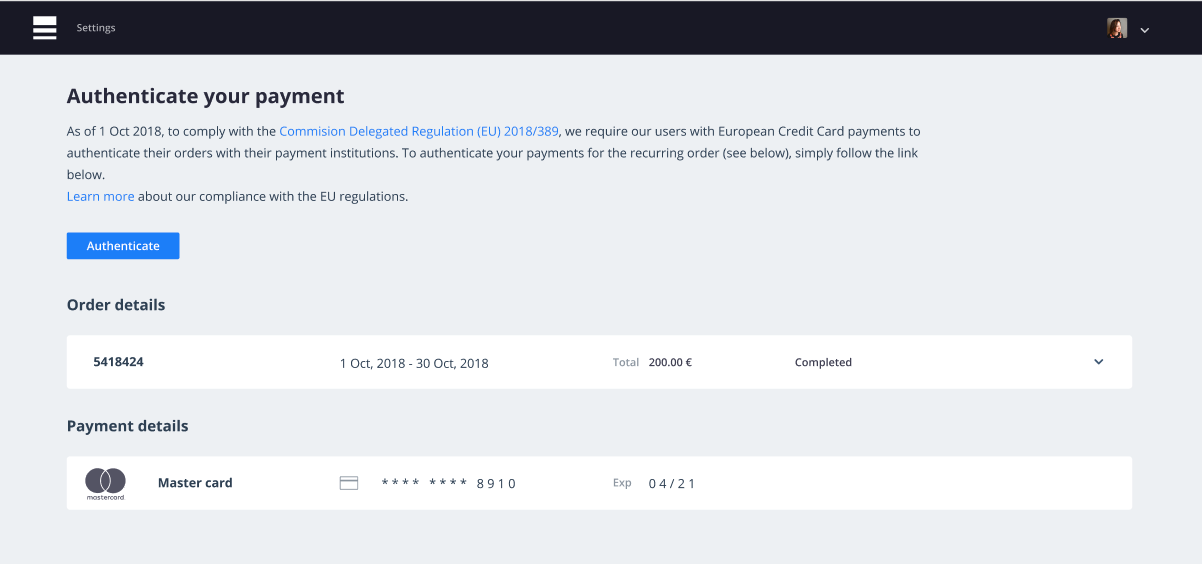 Settings
Authenticate your payment
As of 1 Oct 2018, to comply with the Commision Delegated Regulation (EU) 2018/389, we require our users with European Credit Card payments to
authenticate their orders with their payment institutions. To authenticate your payments for the recurring order (see below), simply follow the link
below.
Learn more about our compliance with the EU regulations.
Authenticate
Order details
5418424 1 Oct, 2018 - 30 Oct, 2018 Total 200.00 € Completed
Payment details
mastercard Master card **** **** 8910 Exp 04/21